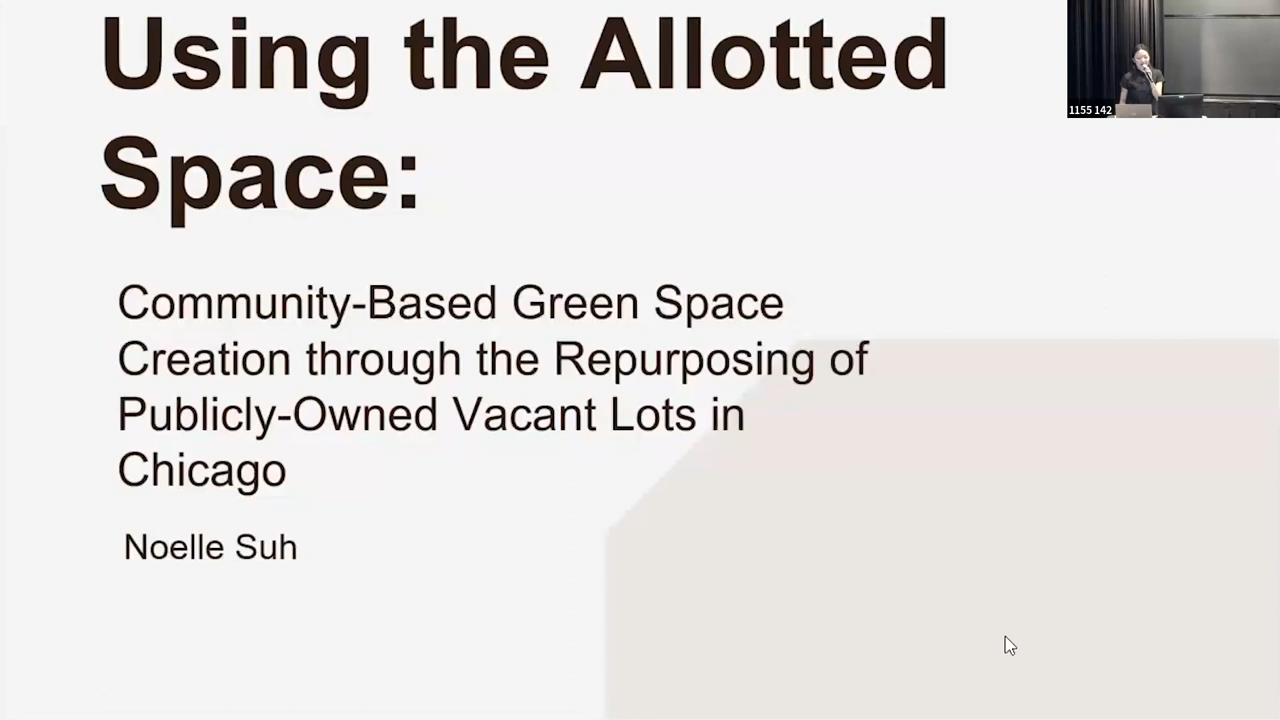 Using the Allotted
Space:
1155 142
Community-Based Green Space
Creation through the Repurposing of
Publicly-Owned Vacant Lots in
Chicago
Noelle Suh